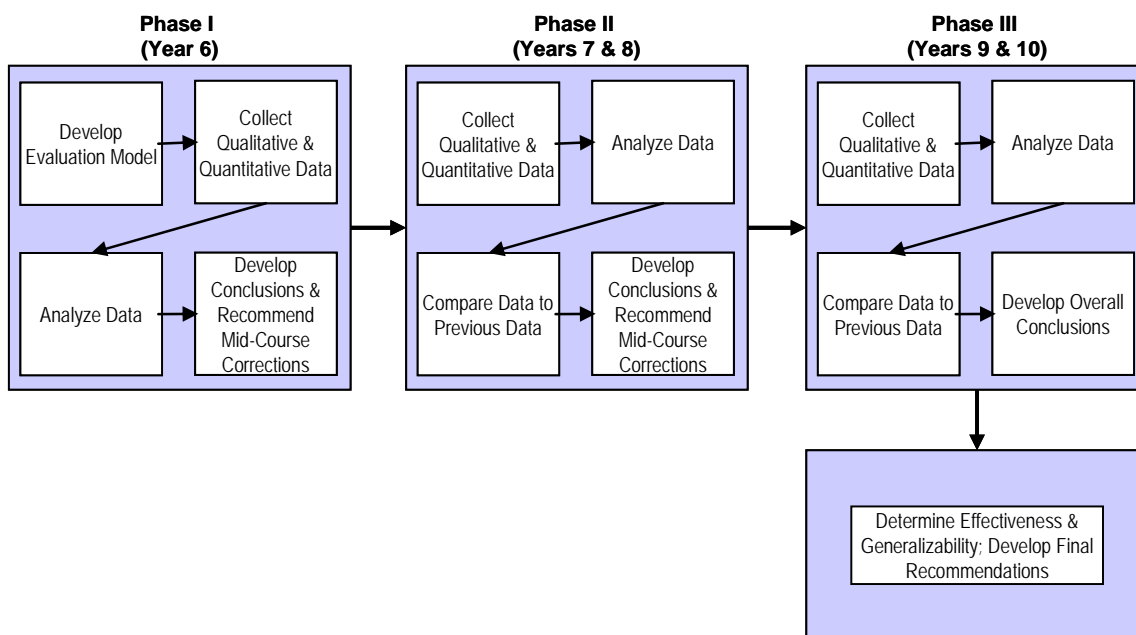 Phase I
(Year 6)
Develop
Evaluation Model
Collect
Qualitative &
Quantitative Data
Analyze Data
Develop
Conclusions &
Recommend
Mid-Course
Corrections
Phase II
(Years 7 & 8)
Collect
Qualitative &
Quantitative Data
Analyze Data
Compare Data to
Previous Data
Develop
Conclusions &
Recommend
Mid-Course
Corrections
Phase III
(Years 9 & 10)
Collect
Qualitative &
Quantitative Data
Analyze Data
Compare Data to
Previous Data
Develop Overall
Conclusions
Determine Effectiveness &
Generalizability; Develop Final
Recommendations